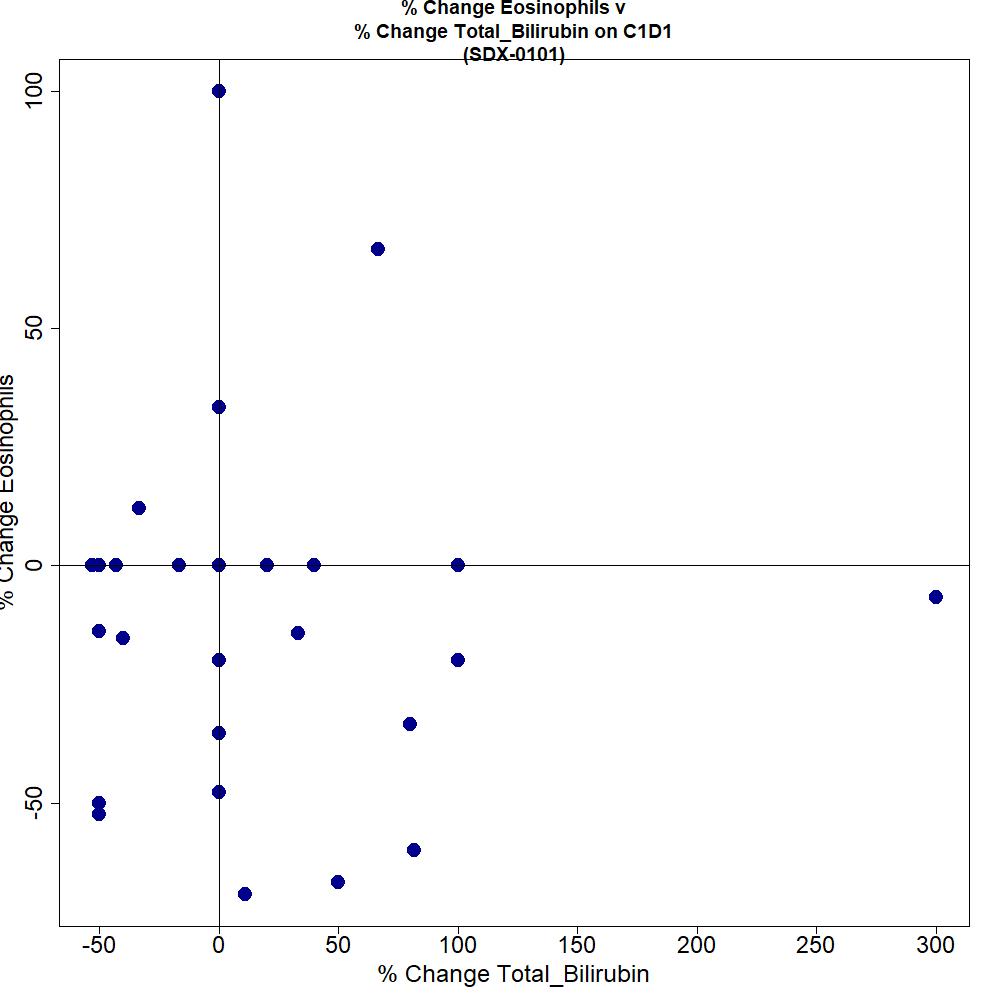 % Change Eosinophils v
% Change Total_Bilirubin on C1D1
(SDX-0101)
% Change Eosinophils
100
50
0
-50
-50 0 50 100 150 200 250 300
% Change Total_Bilirubin